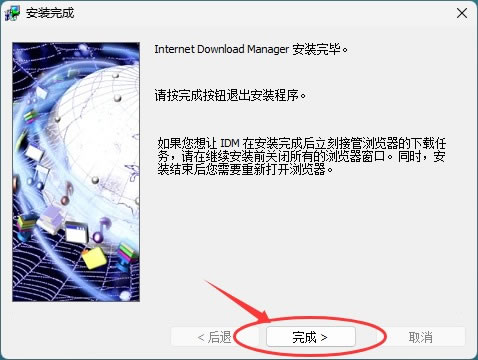 安装完成
Internet Download Manager 安装完毕。
请按完成按钮退出安装程序。
如果您想让 IDM 在安装完成后立刻接管浏览器的下载任
务，请在继续安装前关闭所有的浏览器窗口。同时，安
装结束后您需要重新打开浏览器。
< 后退 完成 > 取消